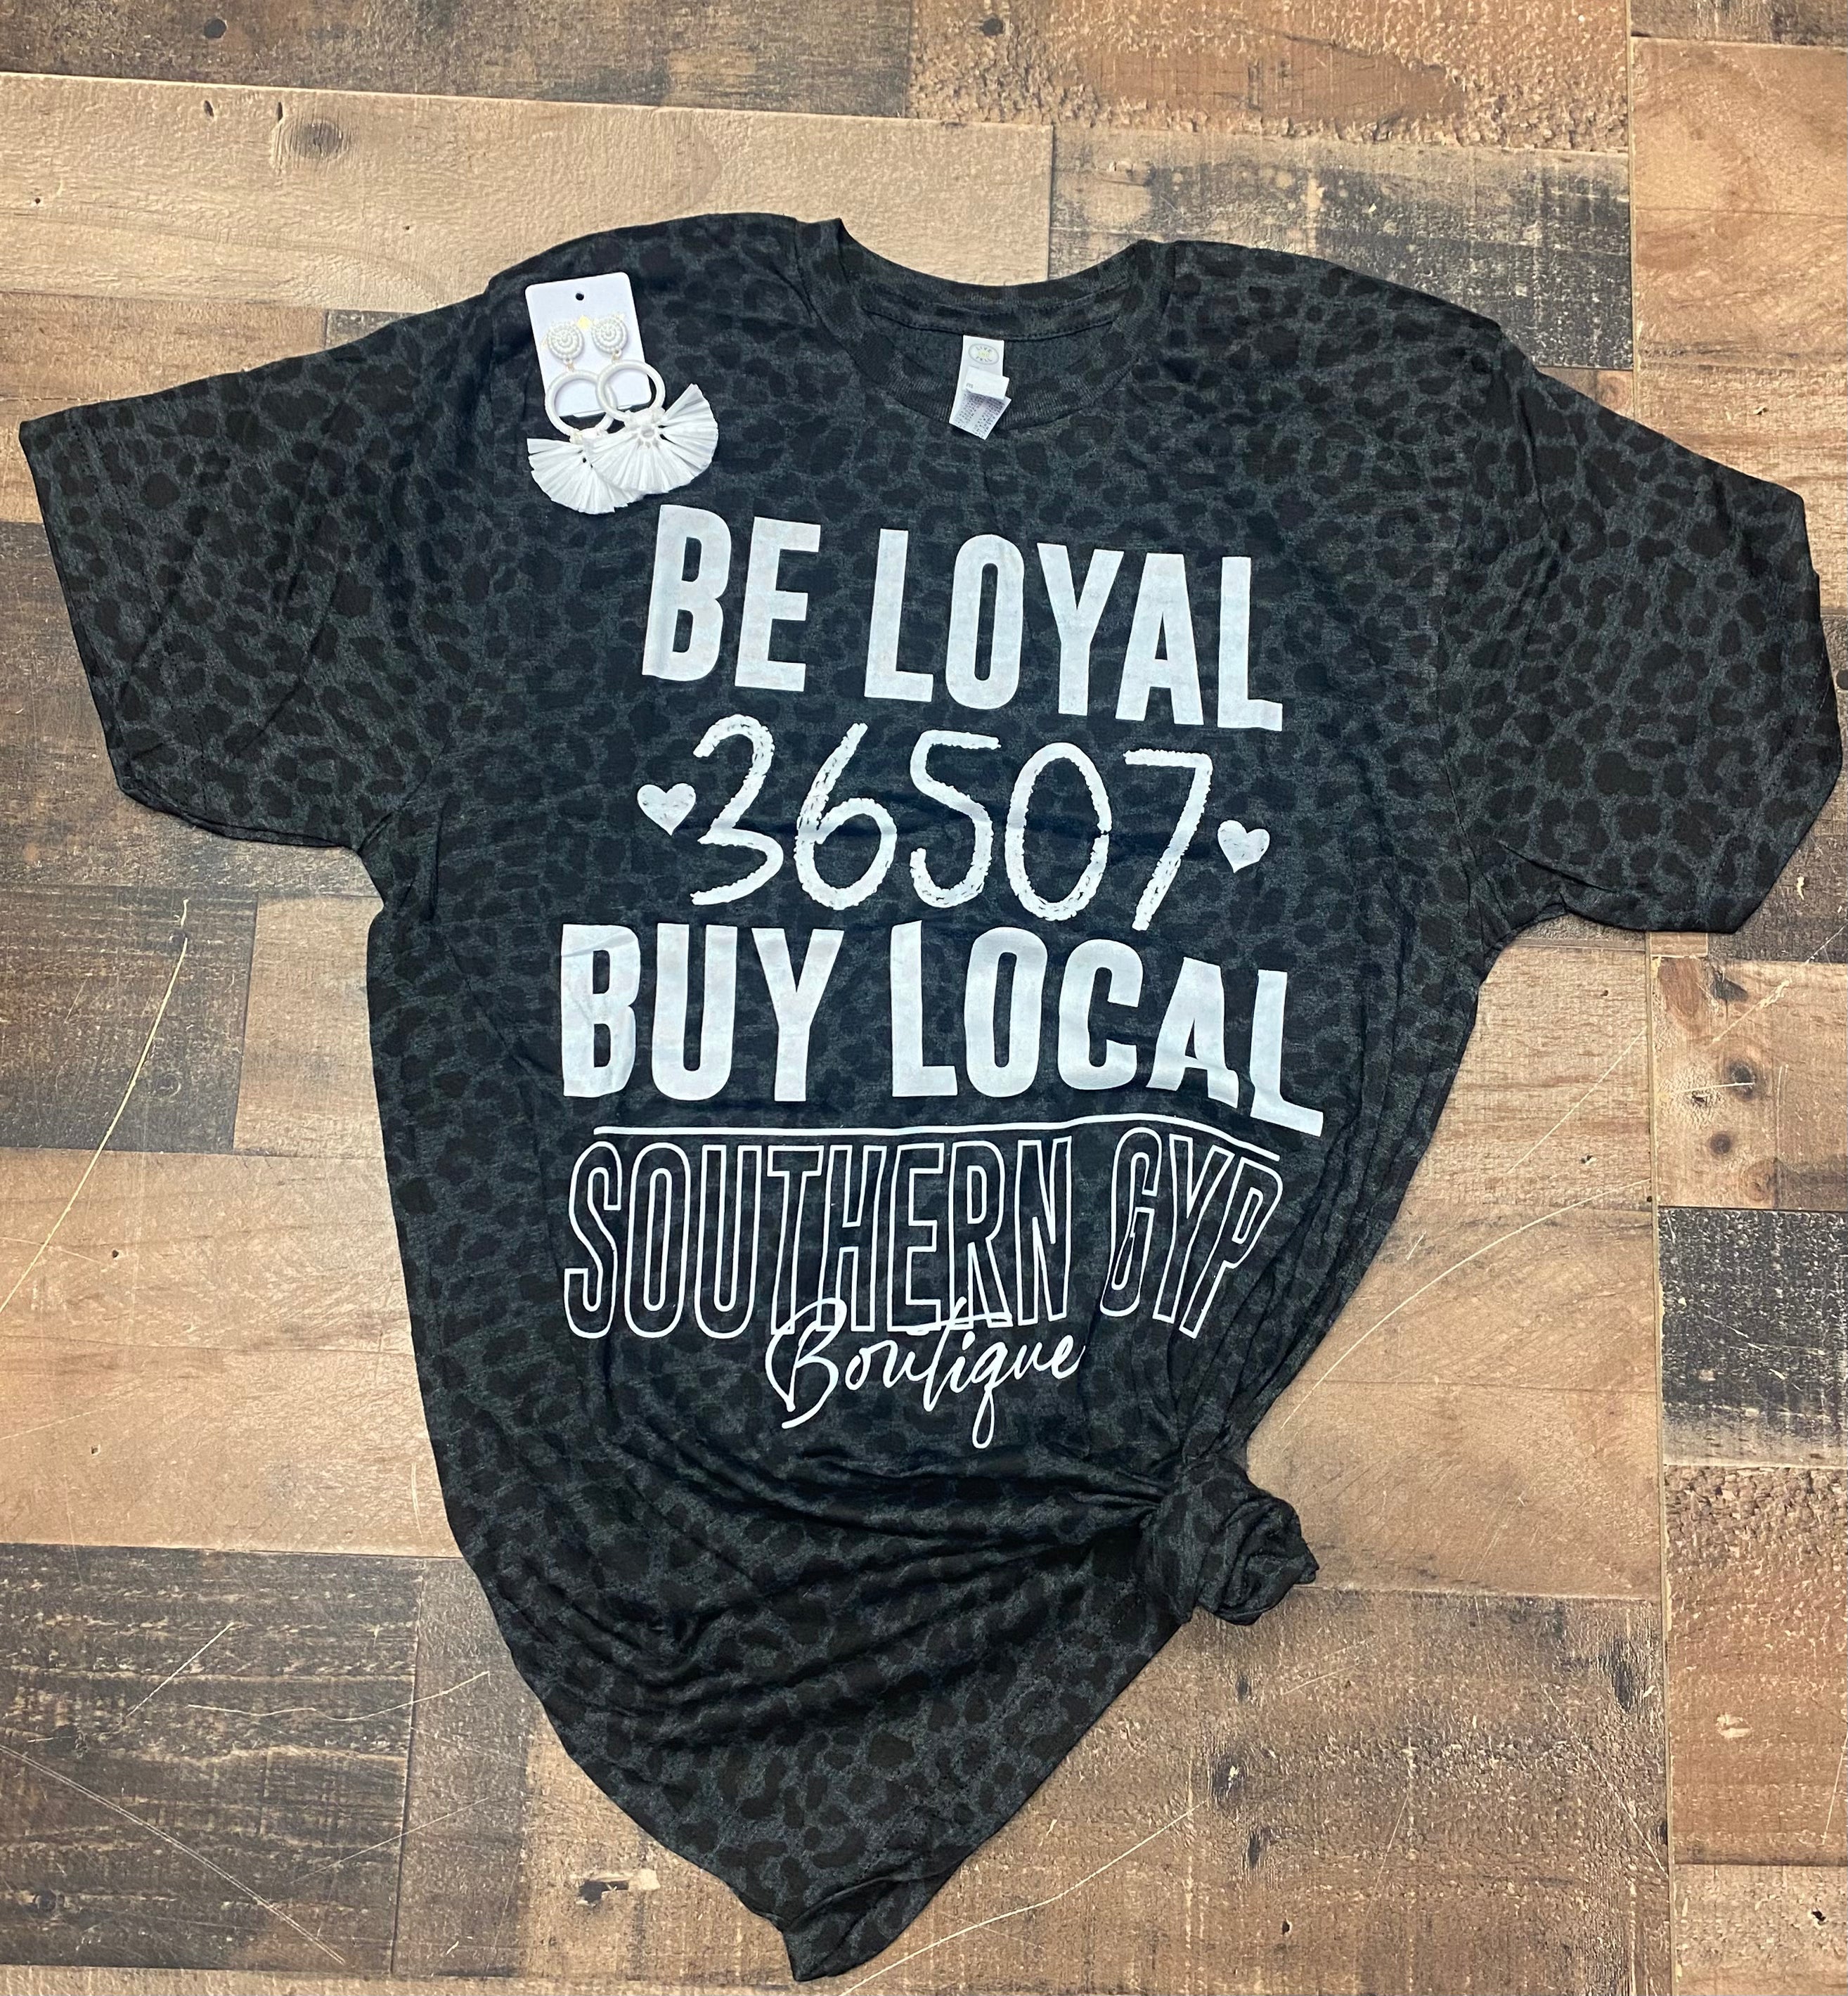 BE LOYAL
36507
BUY LOCAL
SOUTHERN GYP
Boutique